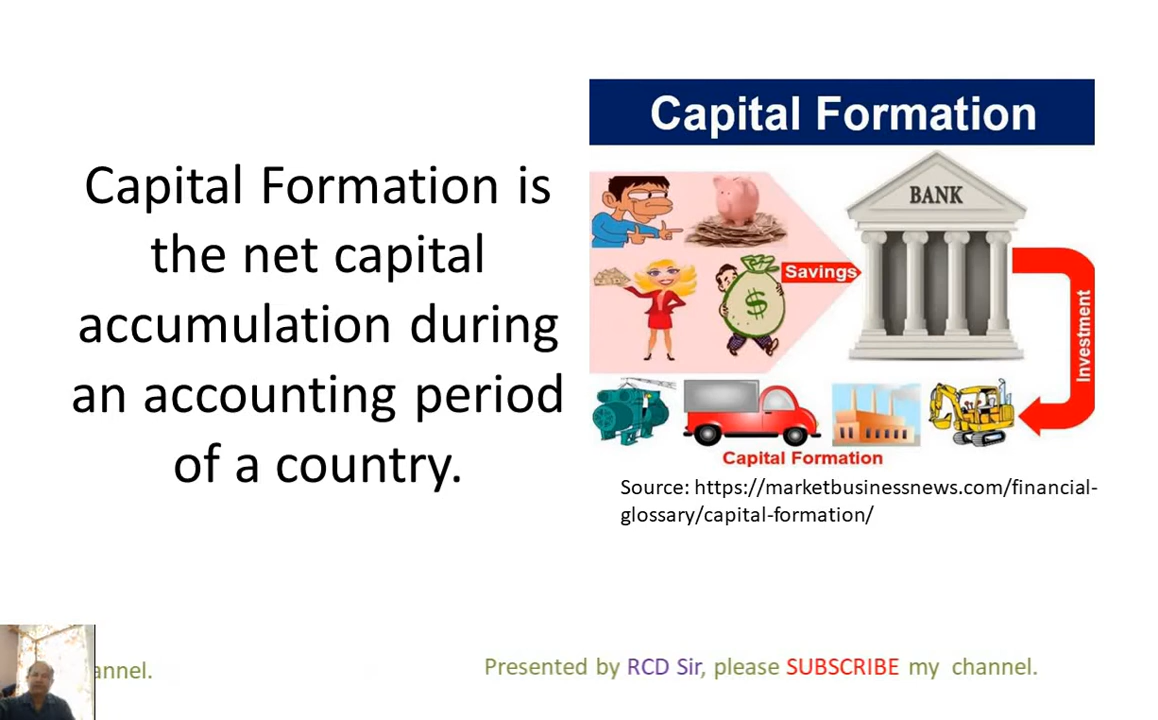 Capital Formation is
the net capital
accumulation during
an accounting period
of a country.
Capital Formation
BANK
Savings
$
Investment
Capital Formation
Source: https://marketbusinessnews.com/financial-
glossary/capital-formation/
annel.
Presented by RCD Sir, please SUBSCRIBE my channel.